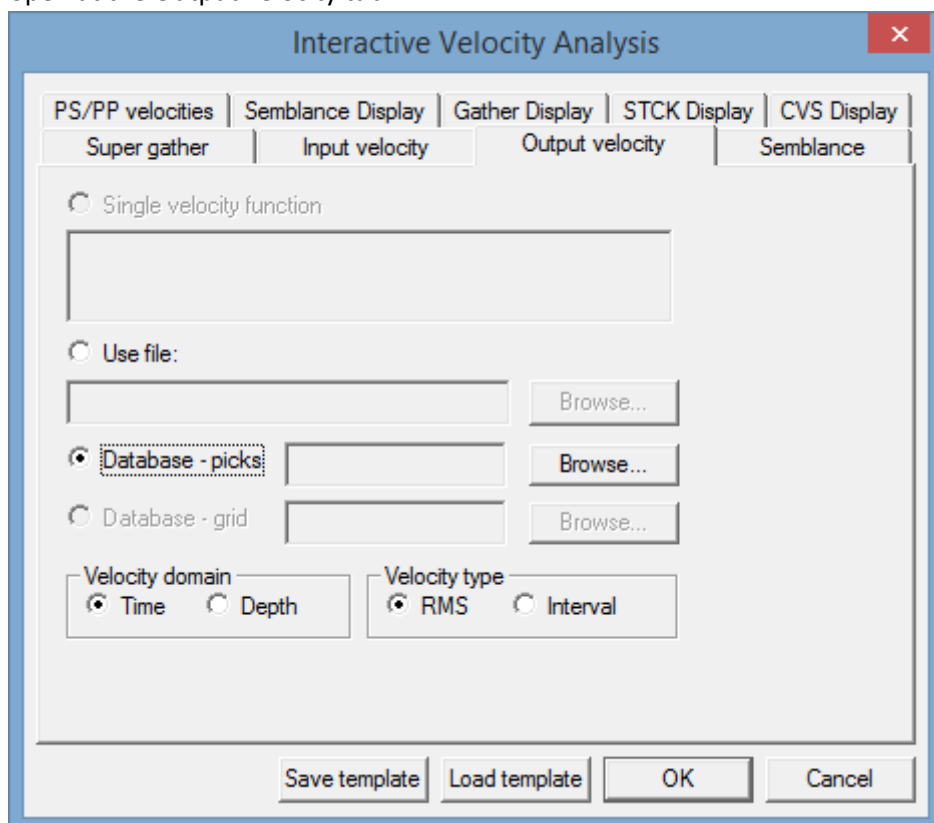 Interactive Velocity Analysis
PS/PP velocities Semblance Display Gather Display STCK Display CVS Display
Super gather Input velocity Output velocity Semblance
Single velocity function
Use file:
Browse...
Database - picks Browse...
Database - grid Browse...
Velocity domain Velocity type
Time Depth RMS Interval
Save template Load template OK Cancel